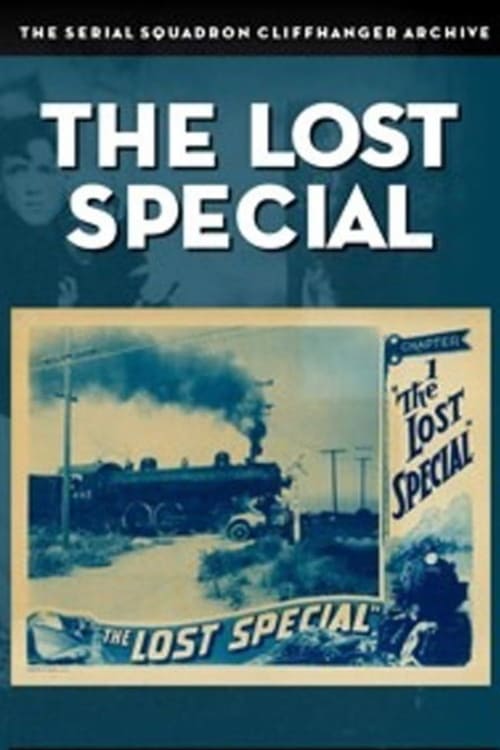 THE SERIAL SQUADRON CLIFFHANGER ARCHIVE
THE LOST
SPECIAL
CHAPTER
1
"The
LOST
SPECIAL"
"THE LOST SPECIAL"